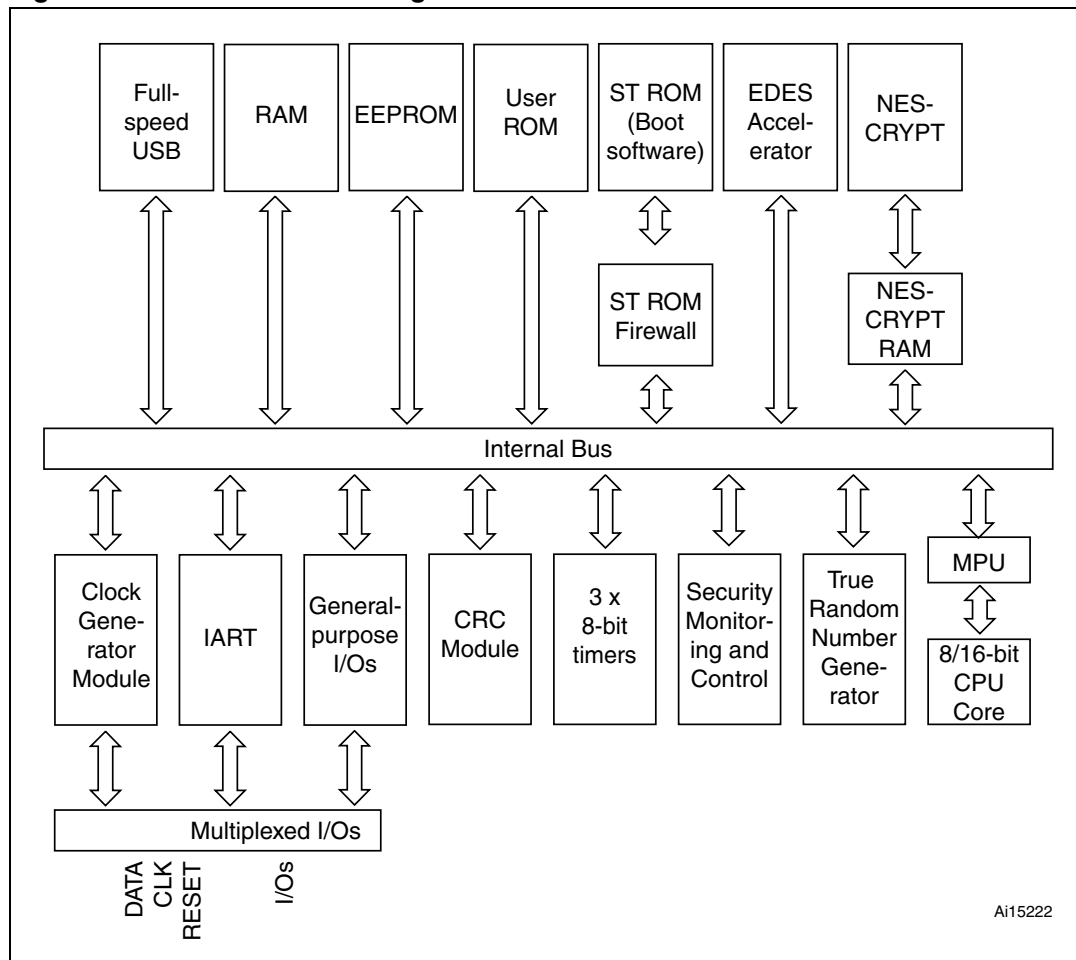 Full-
speed
USB
RAM
EEPROM
User
ROM
ST ROM
(Boot
software)
EDES
Accel-
erator
NES-
CRYPT
ST ROM
Firewall
NES-
CRYPT
RAM
Internal Bus
Clock
Gene-
rator
Module
IART
General-
purpose
I/Os
CRC
Module
3 x
8-bit
timers
Security
Monitor-
ing and
Control
True
Random
Number
Gene-
rator
MPU
8/16-bit
CPU
Core
Multiplexed I/Os
DATA
CLK
RESET
I/Os
Ai15222